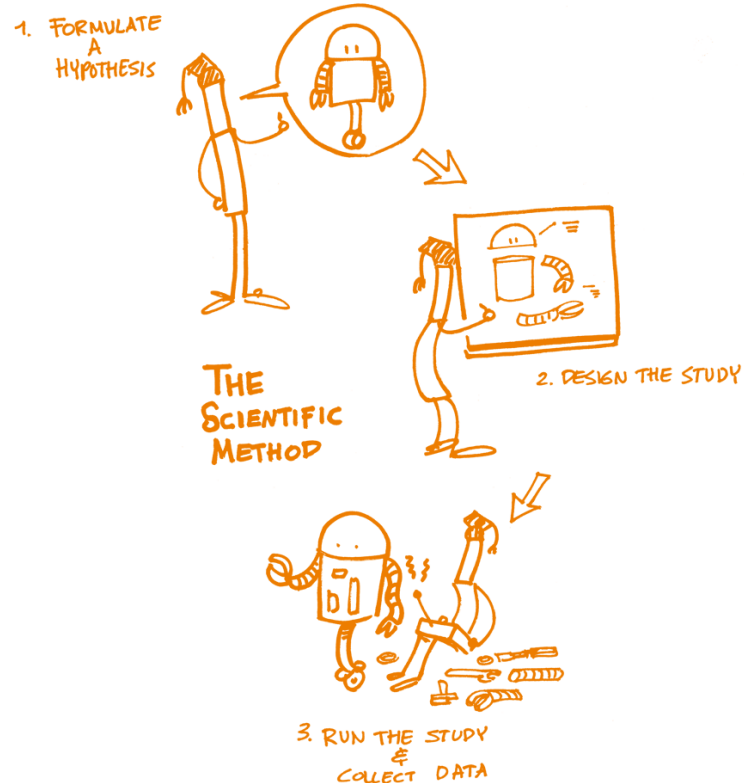 1. FORMULATE
A
HYPOTHESIS
2. DESIGN THE STUDY
THE
SCIENTIFIC
METHOD
3. RUN THE STUDY
&
COLLECT DATA